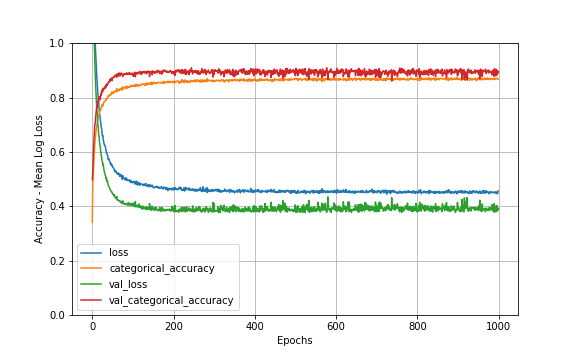 1.0
0.8
0.6
0.4
0.2
0.0
Accuracy - Mean Log Loss
loss
categorical_accuracy
val_loss
val_categorical_accuracy
0 200 400 600 800 1000
Epochs